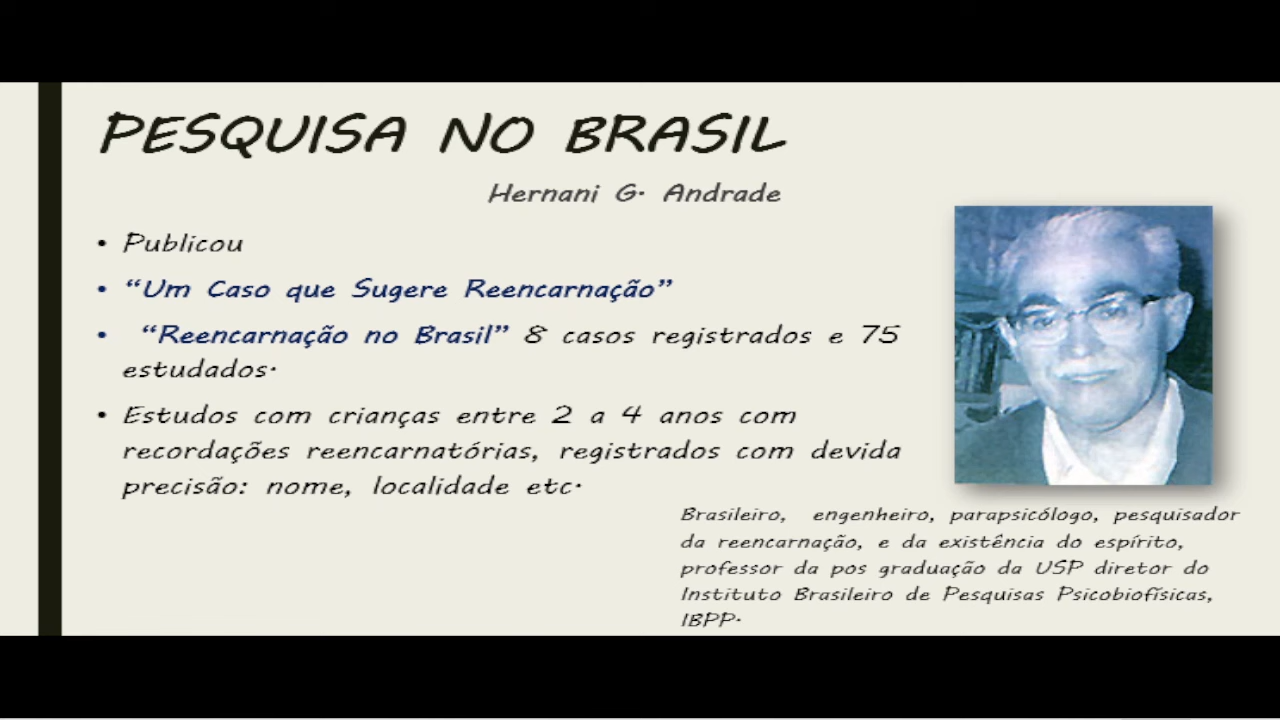 PESQUISA NO BRASIL
Hernani G. Andrade
• Publicou
• “Um Caso que Sugere Reencarnação”
• “Reencarnação no Brasil” 8 casos registrados e 75
estudados.
• Estudos com crianças entre 2 a 4 anos com
recordações reencarnatórias, registrados com devida
precisão: nome, localidade etc.
Brasileiro, engenheiro, parapsicólogo, pesquisador
da reencarnação, e da existência do espírito,
professor da pos graduação da USP diretor do
Instituto Brasileiro de Pesquisas Psicobiofísicas,
IBPP.